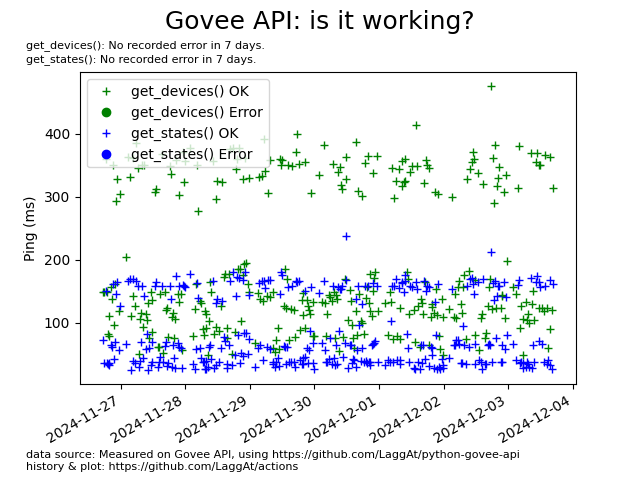 Govee API: is it working?
get_devices(): No recorded error in 7 days.
get_states(): No recorded error in 7 days.
get_devices() OK
get_devices() Error
get_states() OK
get_states() Error
400
300
200
100
Ping (ms)
2024-11-27
2024-11-28
2024-11-29
2024-11-30
2024-12-01
2024-12-02
2024-12-03
2024-12-04
data source: Measured on Govee API, using https://github.com/LaggAt/python-govee-api
history & plot: https://github.com/LaggAt/actions